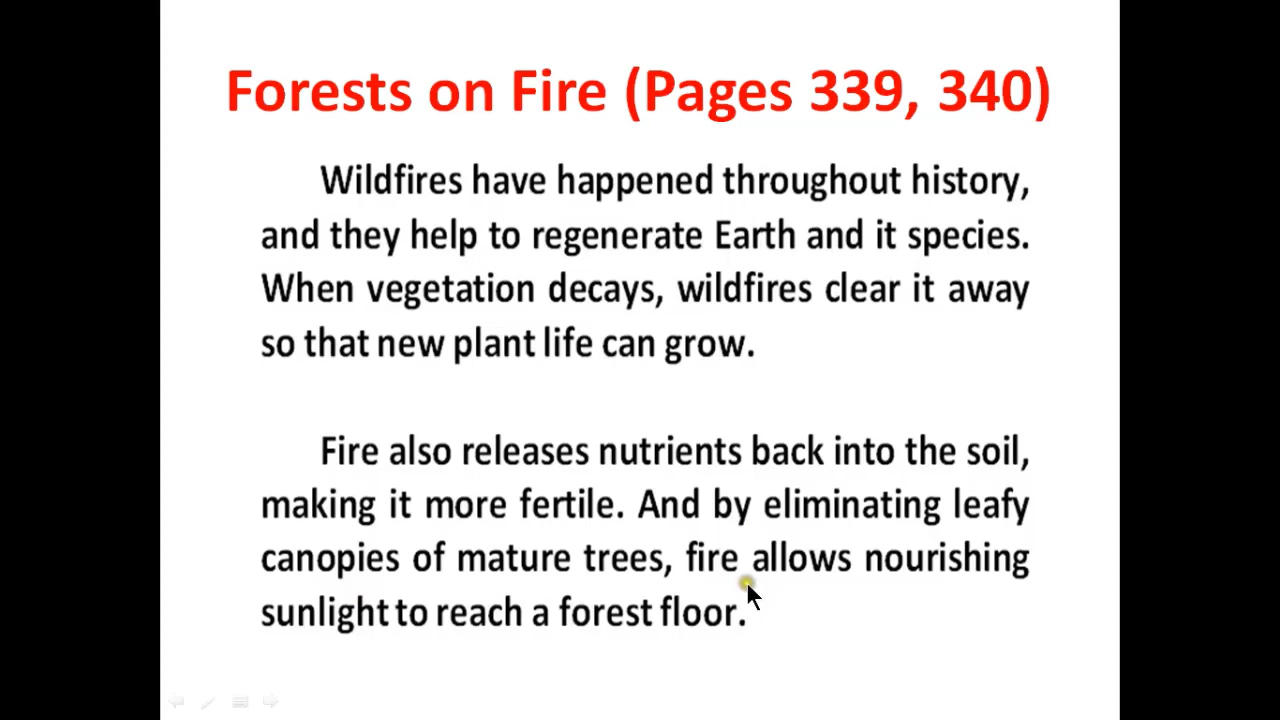 Forests on Fire (Pages 339, 340)
Wildfires have happened throughout history,
and they help to regenerate Earth and it species.
When vegetation decays, wildfires clear it away
so that new plant life can grow.
Fire also releases nutrients back into the soil,
making it more fertile. And by eliminating leafy
canopies of mature trees, fire allows nourishing
sunlight to reach a forest floor.